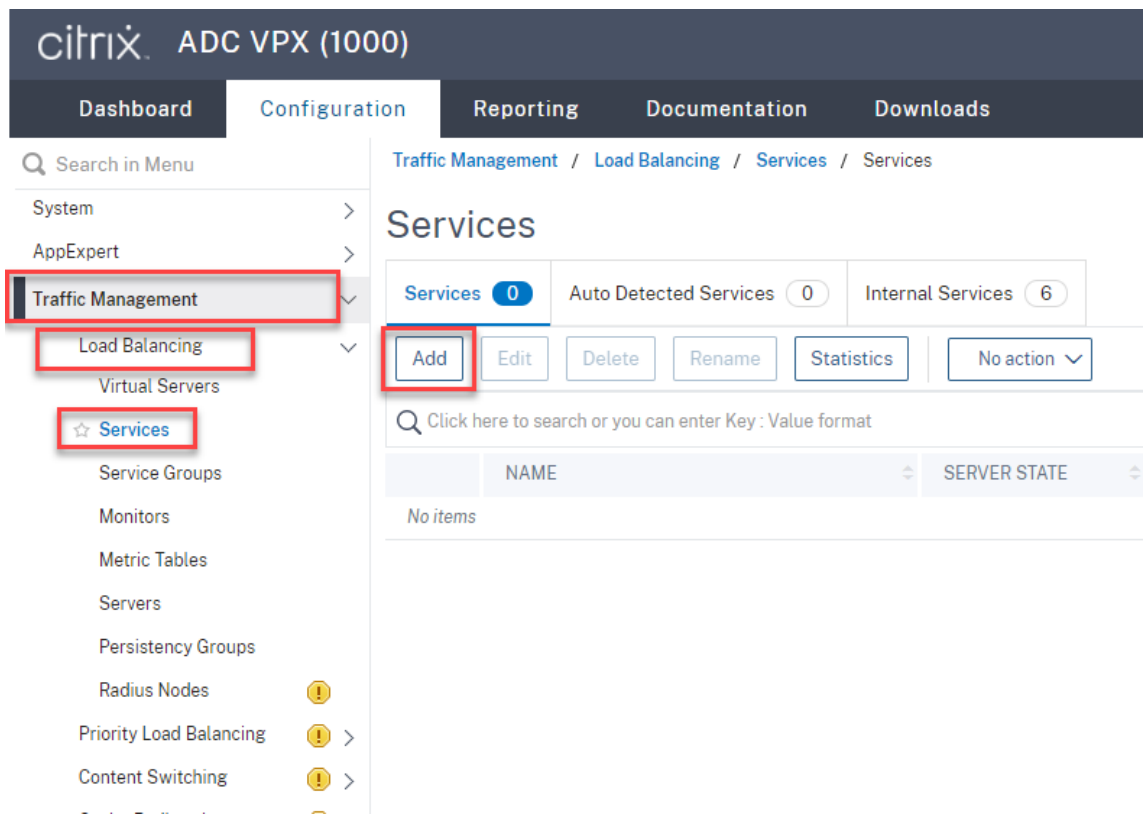 citrix. ADC VPX (1000)
Dashboard Configuration Reporting Documentation Downloads
Search in Menu
Traffic Management / Load Balancing / Services / Services
System
Services
AppExpert
Traffic Management
Services 0 Auto Detected Services 0 Internal Services 6
Load Balancing
Add Edit Delete Rename Statistics No action
Virtual Servers
Services
Click here to search or you can enter Key : Value format
Service Groups
NAME SERVER STATE
Monitors
No items
Metric Tables
Servers
Persistency Groups
Radius Nodes
Priority Load Balancing
Content Switching